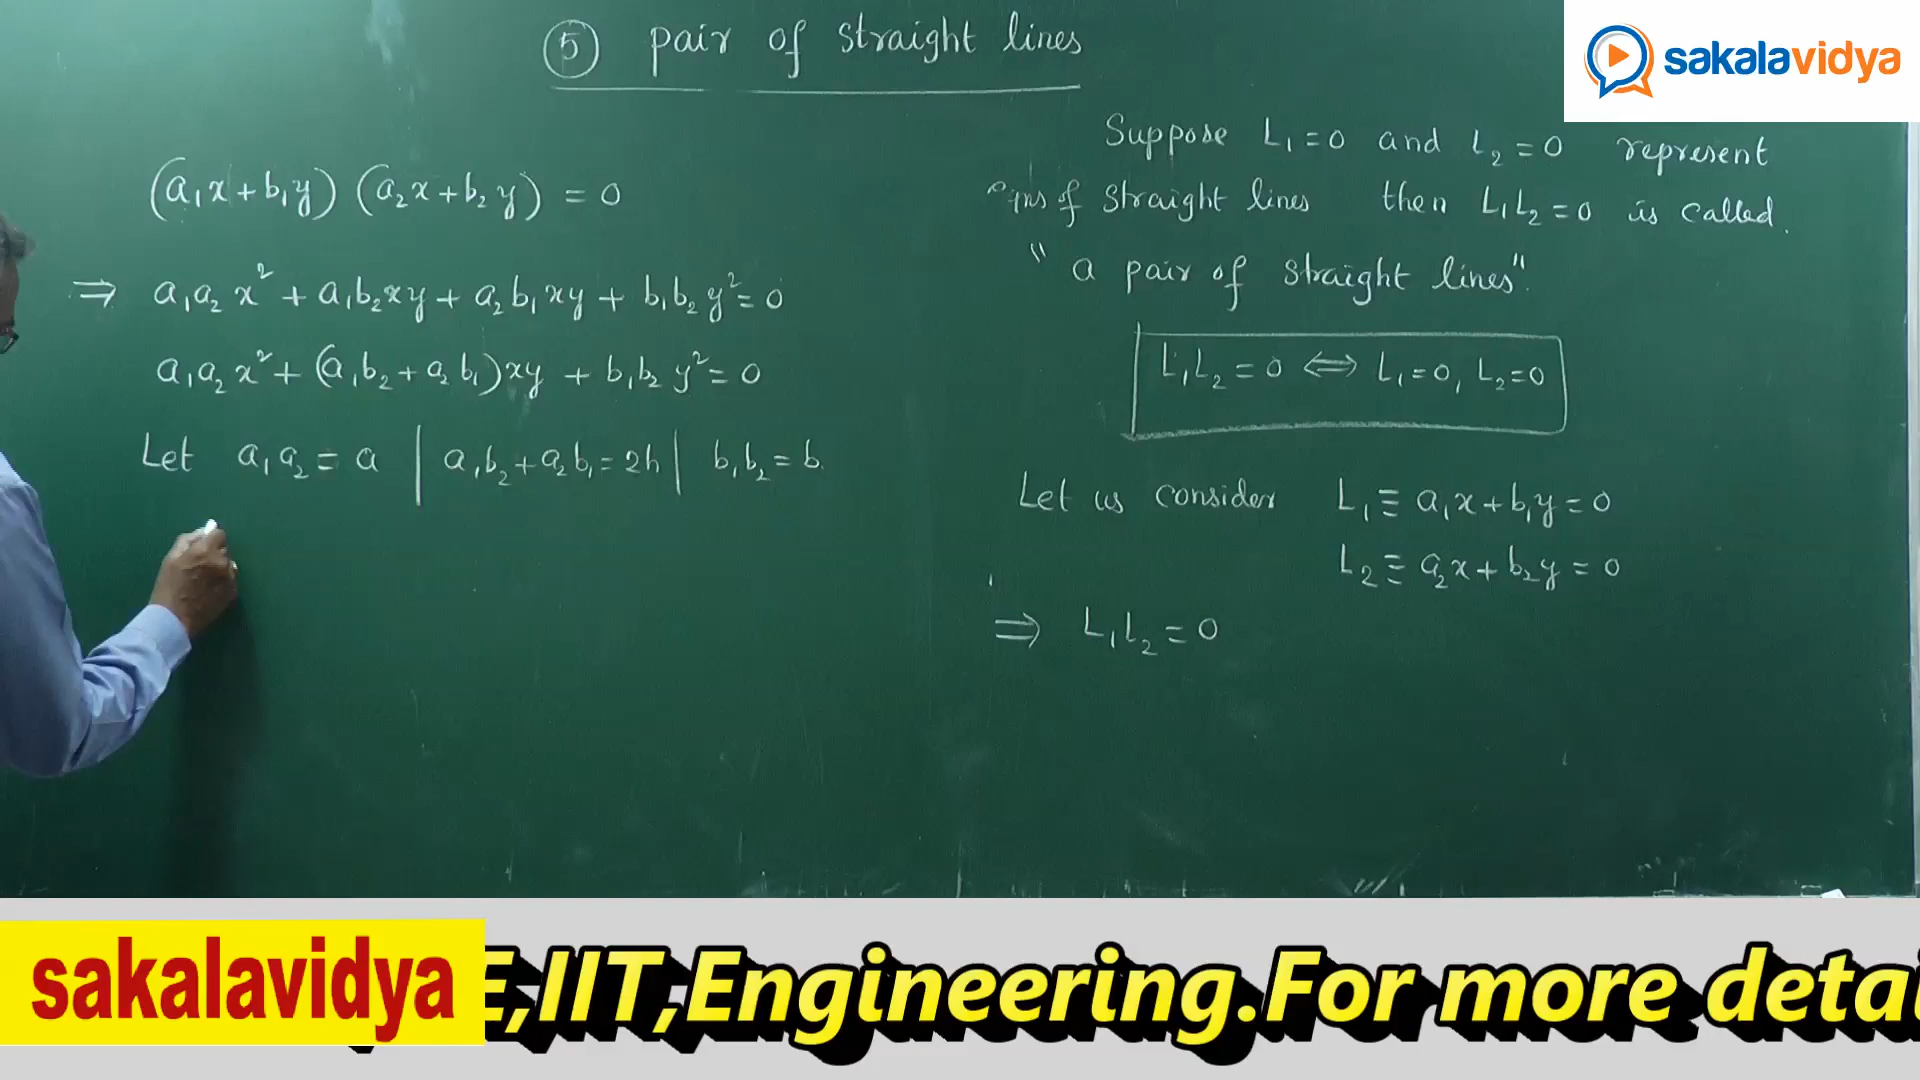 5 pair of straight lines
sakalavidya
(a₁x + b₁y) (a₂x + b₂y) = 0
⇒ a₁a₂x² + a₁b₂xy + a₂b₁xy + b₁b₂y² = 0
a₁a₂x² + (a₁b₂ + a₂b₁)xy + b₁b₂y² = 0
Let a₁a₂ = a | a₁b₂ + a₂b₁ = 2h | b₁b₂ = b.
Suppose L₁ = 0 and L₂ = 0 represent
of straight lines then L₁L₂ = 0 is called.
" a pair of straight lines".
L₁L₂ = 0 ⇔ L₁ = 0, L₂ = 0
Let us consider L₁ ≡ a₁x + b₁y = 0
L₂ ≡ a₂x + b₂y = 0
⇒ L₁L₂ = 0
sakalavidya
E,IIT,Engineering.For more detai